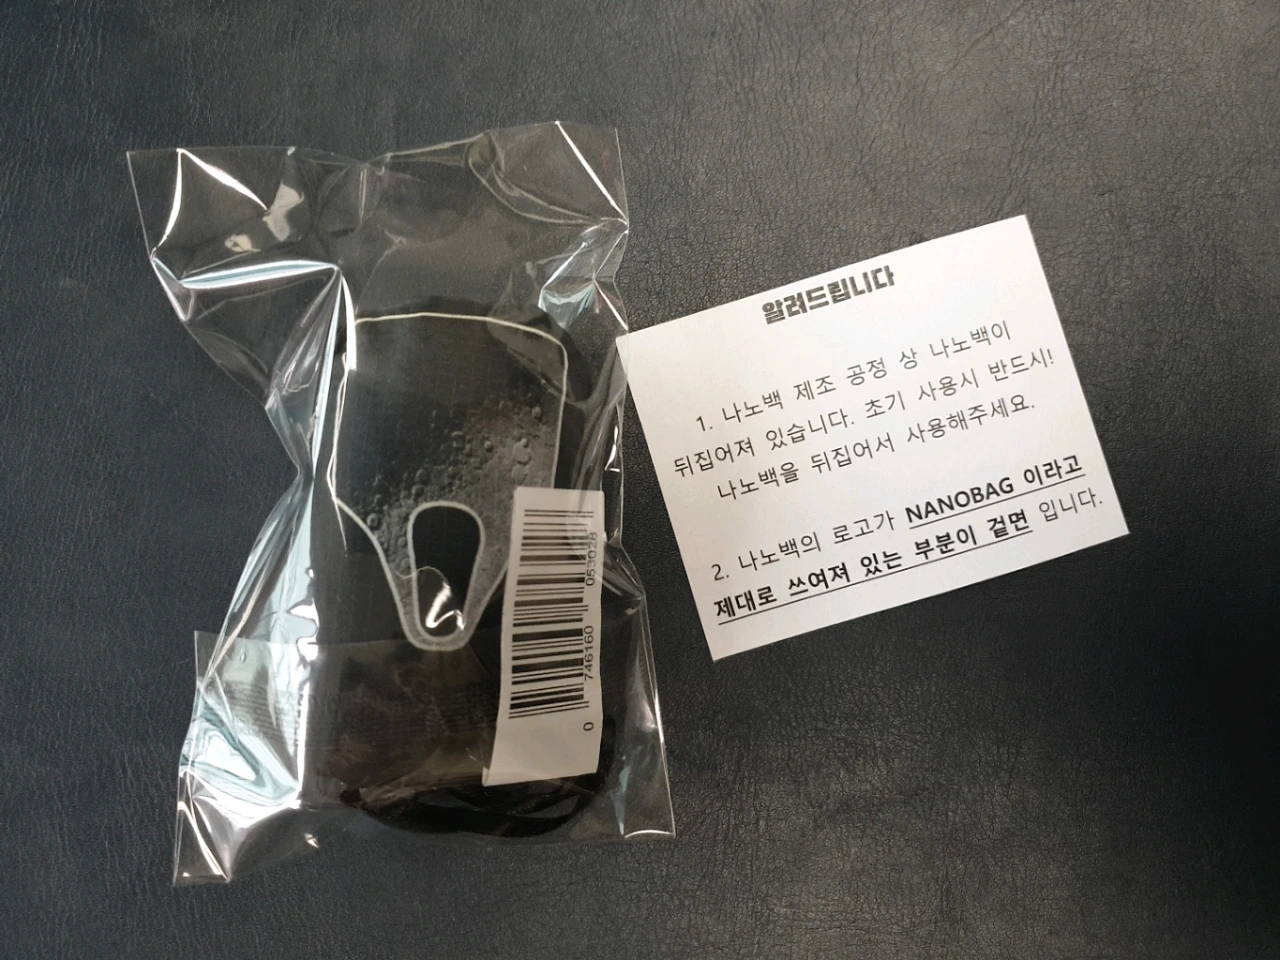 알려드립니다
1. 나노백 제조 공정 상 나노백이
뒤집어져 있습니다. 초기 사용시 반드시!
나노백을 뒤집어서 사용해주세요.
2. 나노백의 로고가 NANOBAG 이라고
제대로 쓰여져 있는 부분이 겉면 입니다.
0 746160 053028